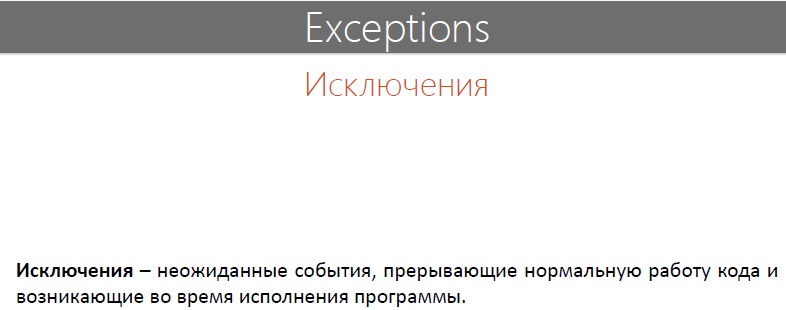 Exceptions
Исключения
Исключения – неожиданные события, прерывающие нормальную работу кода и
возникающие во время исполнения программы.